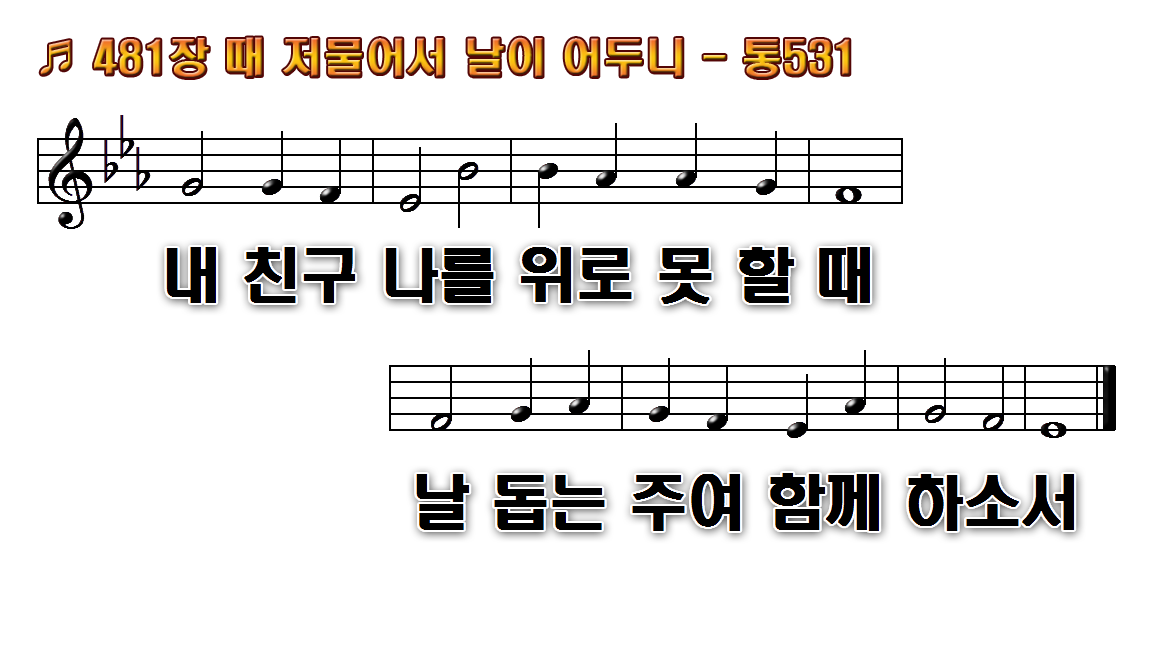 481장 때 저물어서 날이 어두니 - 통531
내 친구 나를 위로 못 할 때
날 돕는 주여 함께 하소서